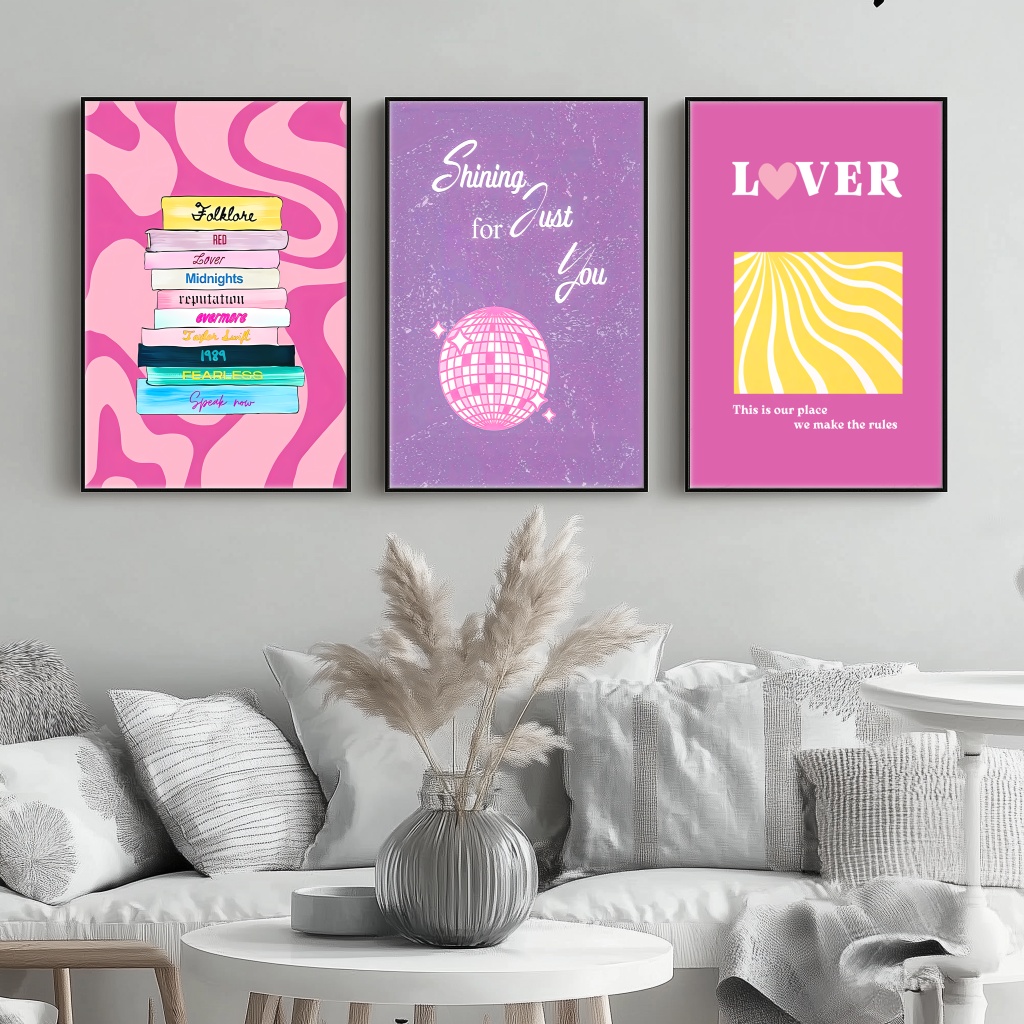 Folklore
RED
Lover
Midnights
reputation
evermore
Taylor Swift
1989
FEARLESS
Speak now
Shining
for Just
You
LOVER
This is our place
we make the rules